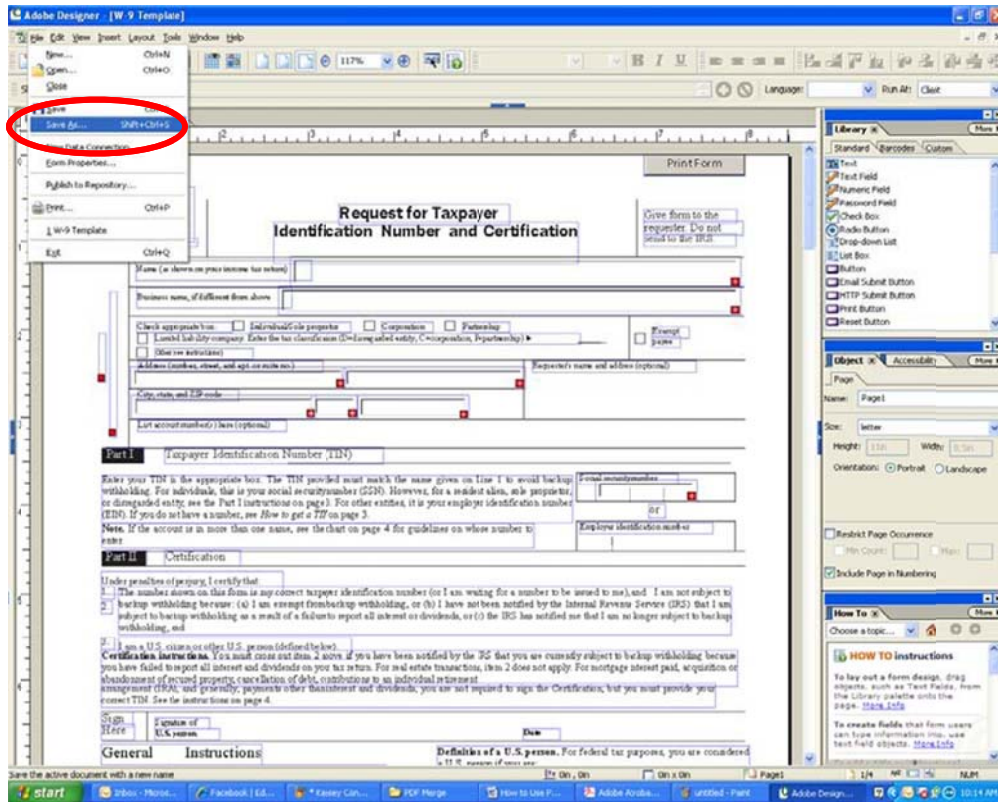 Adobe Designer - [W-9 Template]
File Edit View Insert Layout Tools Window Help
New... Ctrl+N
Open... Ctrl+O
Close
Save
Save As... Shift+Ctrl+S
New Data Connection
Form Properties...
Publish to Repository...
Print... Ctrl+P
1 W-9 Template
Exit Ctrl+Q
117%
B I U
Language:
Run At: Client
Print Form
Request for Taxpayer
Identification Number and Certification
Give form to the
requester. Do not
send to the IRS.
Name (as shown on your income tax return)
Business name, if different from above
Check appropriate box: Individual/Sole proprietor Corporation Partnership
Limited liability company. Enter the tax classification (D=disregarded entity, C=corporation, P=partnership)
Exempt
payee
Address (number, street, and apt. or suite no.)
Requester's name and address (optional)
City, state, and ZIP code
List account number(s) here (optional)
Part I Taxpayer Identification Number (TIN)
Enter your TIN in the appropriate box. The TIN provided must match the name given on Line 1 to avoid backup
withholding. For individuals, this is your social securitynumber (SSN). However, for a resident alien, sole proprietor,
or disregarded entity, see the Part I instructions on page3. For other entities, it is your employer identification number
(EIN). If you do not have a number, see How to get a TIN on page 3.
Social security number
or
Note. If the account is in more than one name, see the chart on page 4 for guidelines on whose number to
enter
Employer identification number
Part II Certification
Under penalties of perjury, I certify that:
1. The number shown on this form is my correct taxpayer identification number (or I am waiting for a number to be issued to me), and I am not subject to
2. backup withholding because: (a) I am exempt from backup withholding, or (b) I have not been notified by the Internal Revenue Service (IRS) that I am
subject to backup withholding as a result of a failure to report all interest or dividends, or (c) the IRS has notified me that I am no longer subject to backup
withholding, and
I am a U.S. citizen or other U.S. person (defined below).
Certification instructions. You must cross out item 2 above if you have been notified by the IRS that you are currently subject to backup withholding because
you have failed to report all interest and dividends on your tax return. For real estate transactions, item 2 does not apply. For mortgage interest paid, acquisition or
abandonment of secured property, cancellation of debt, contributions to an individual retirement
arrangement (IRA), and generally, payments other than interest and dividends, you are not required to sign the Certification, but you must provide your
correct TIN. See the instructions on page 4.
Sign
Here
Signature of
U.S. person
Date
General Instructions
Definition of a U.S. person. For federal tax purposes, you are considered
a U.S. person if you are:
Library
Standard Barcodes Custom
Text
Text Field
Numeric Field
Password Field
Check Box
Radio Button
Drop-down List
List Box
Button
Email Submit Button
HTTP Submit Button
Print Button
Reset Button
Object Accessibility
Page
Name: Page1
Size: letter
Height: Width:
Orientation: Portrait Landscape
Restrict Page Occurrence
Min Count: Max:
Include Page in Numbering
How To
Choose a topic...
HOW TO instructions
To lay out a form design, drag
objects, such as Text Fields, from
the Library palette onto the
page. More Info
To create fields that form users
can type information into, use
text field objects. More Info
Save the active document with a new name
0in , 0in
0in x 0in
Page1
1/4
NUM
start
Inbox - Micros...
Facebook | Ed...
PDF Merge
How to Use P...
untitled - Paint
Adobe Design...
10:14 AM